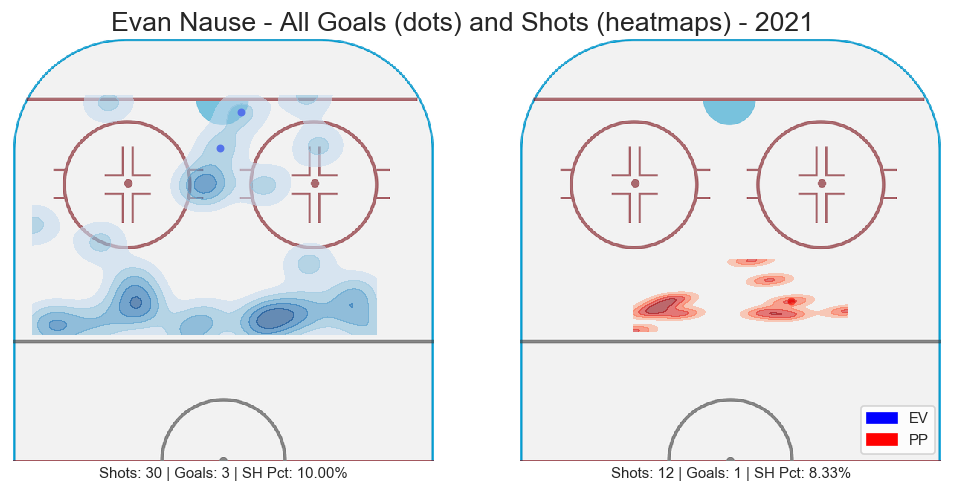 Evan Nause - All Goals (dots) and Shots (heatmaps) - 2021
EV
PP
Shots: 30 | Goals: 3 | SH Pct: 10.00%
Shots: 12 | Goals: 1 | SH Pct: 8.33%